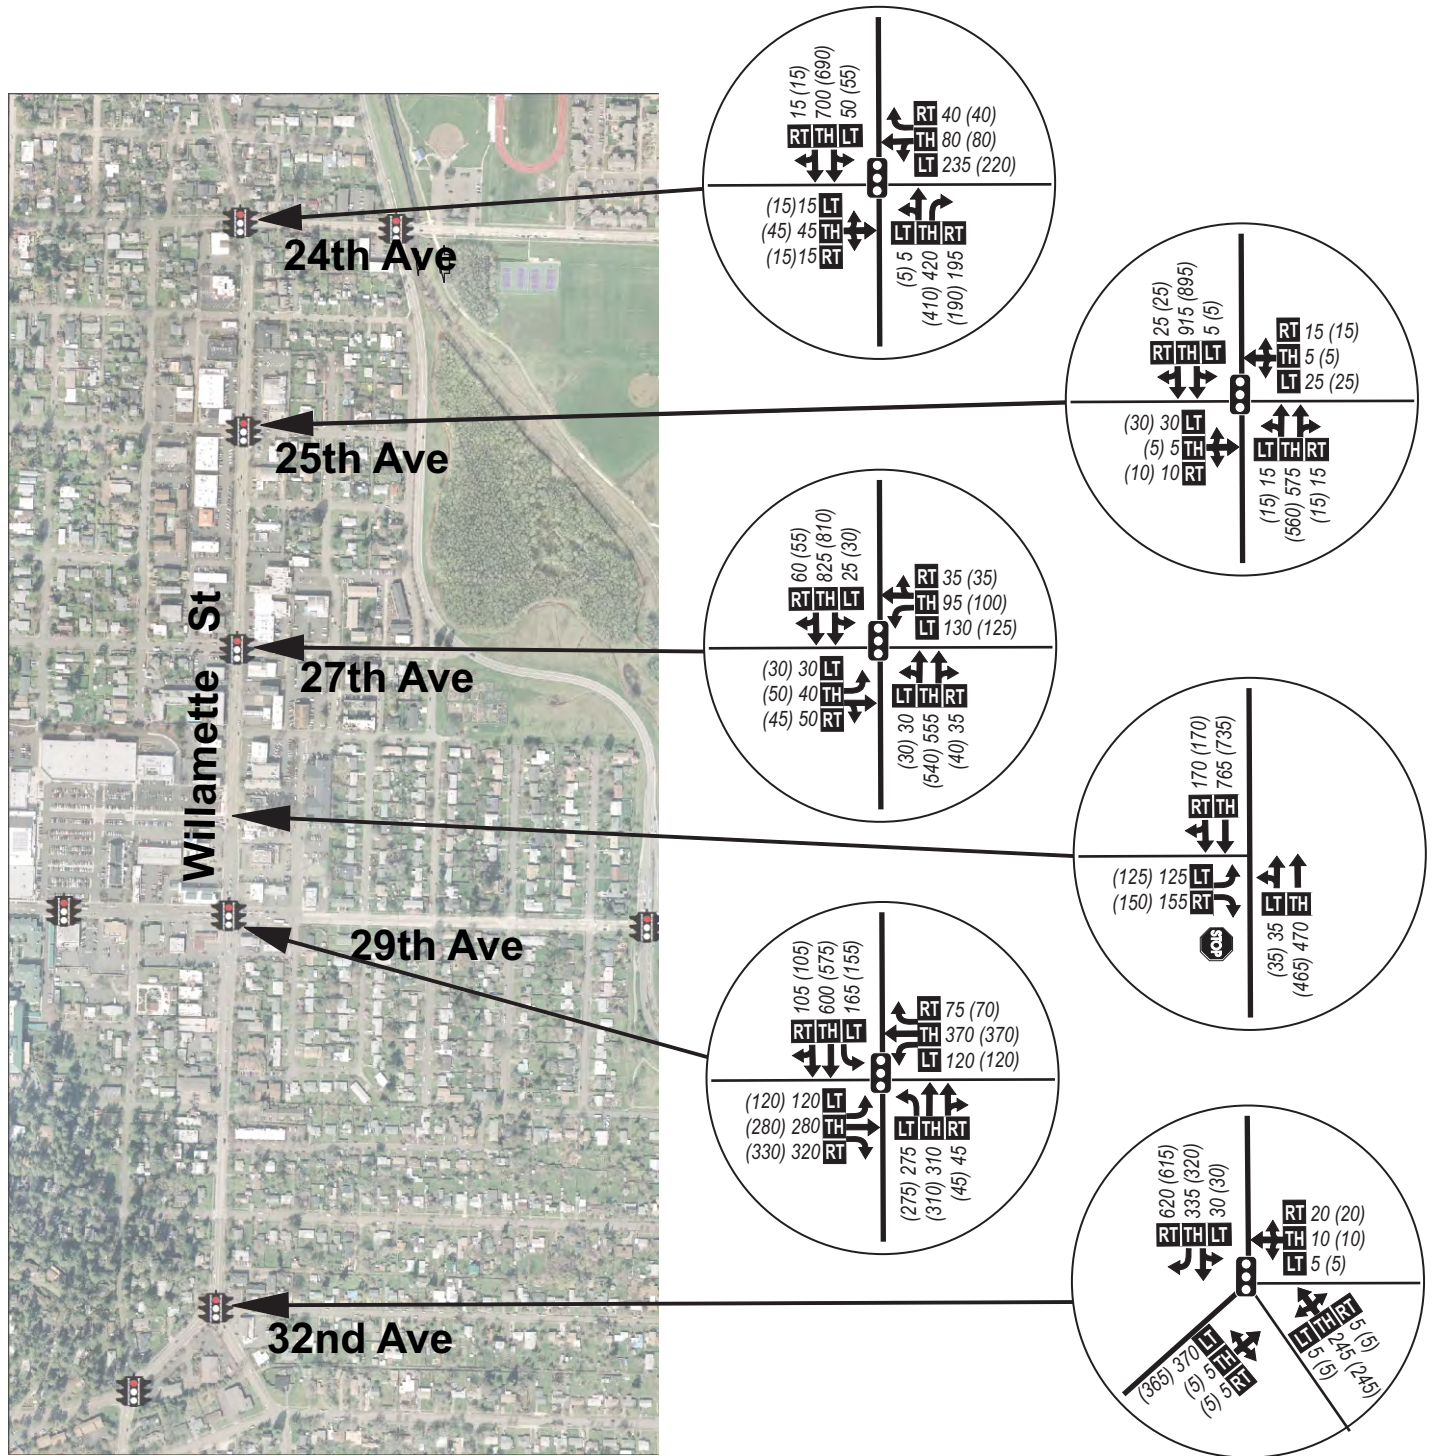 15 (15)
700 (690)
50 (55)
RT TH LT
RT 40 (40)
TH 80 (80)
LT 235 (220)
(15)15 LT
(45) 45 TH
(15)15 RT
LT TH RT
(5) 5
(410) 420
(190) 195
24th Ave
25 (25)
915 (895)
5 (5)
RT TH LT
RT 15 (15)
TH 5 (5)
LT 25 (25)
(30) 30 LT
(5) 5 TH
(10) 10 RT
LT TH RT
(15) 15
(560) 575
(15) 15
25th Ave
60 (55)
825 (810)
25 (30)
RT TH LT
RT 35 (35)
TH 95 (100)
LT 130 (125)
(30) 30 LT
(50) 40 TH
(45) 50 RT
LT TH RT
(30) 30
(540) 555
(40) 35
27th Ave
Willamette St
170 (170)
765 (735)
RT TH
(125) 125 LT
(150) 155 RT
STOP
LT TH
(35) 35
(465) 470
29th Ave
105 (105)
600 (575)
165 (155)
RT TH LT
RT 75 (70)
TH 370 (370)
LT 120 (120)
(120) 120 LT
(280) 280 TH
(330) 320 RT
LT TH RT
(275) 275
(310) 310
(45) 45
620 (615)
335 (320)
30 (30)
RT TH LT
RT 20 (20)
TH 10 (10)
LT 5 (5)
(365) 370 LT
(5) 5 TH
(5) 5 RT
LT TH RT
5 (5)
245 (245)
5 (5)
32nd Ave